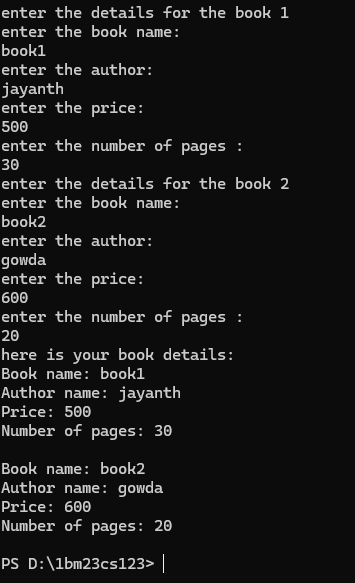 enter the details for the book 1
enter the book name:
book1
enter the author:
jayanth
enter the price:
500
enter the number of pages :
30
enter the details for the book 2
enter the book name:
book2
enter the author:
gowda
enter the price:
600
enter the number of pages :
20
here is your book details:
Book name: book1
Author name: jayanth
Price: 500
Number of pages: 30

Book name: book2
Author name: gowda
Price: 600
Number of pages: 20

PS D:\1bm23cs123>